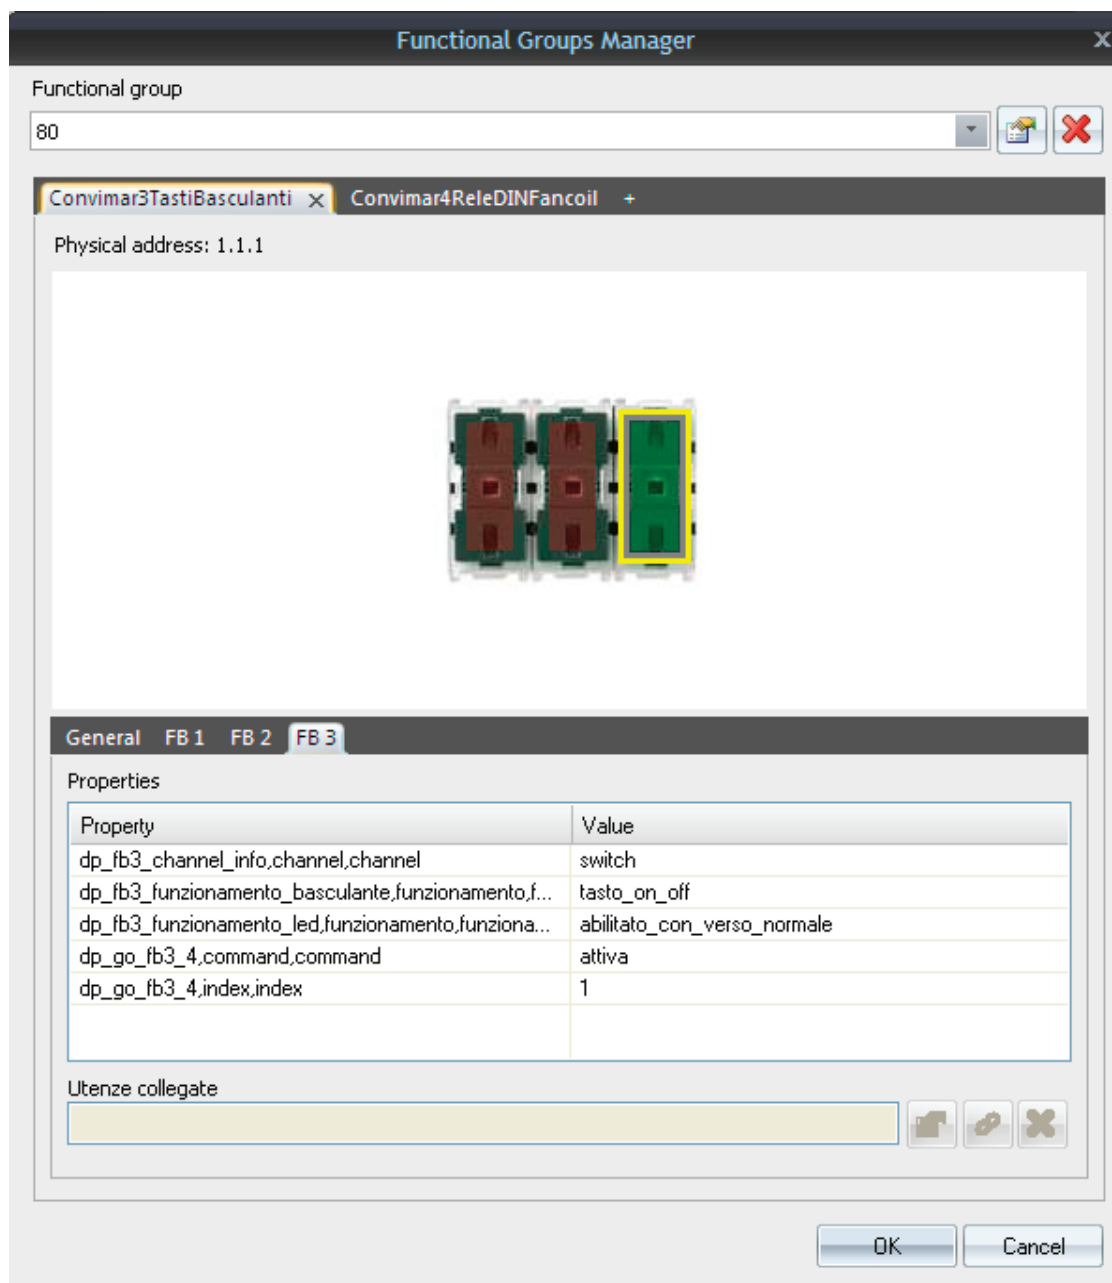 Functional Groups Manager x
Functional group
80
Convimar3TastiBasculanti x Convimar4ReleDINFancoil +
Physical address: 1.1.1
General FB 1 FB 2 FB 3
Properties
Property Value
dp_fb3_channel_info,channel,channel switch
dp_fb3_funzionamento_basculante,funzionamento,f... tasto_on_off
dp_fb3_funzionamento_led,funzionamento,funziona... abilitato_con_verso_normale
dp_go_fb3_4,command,command attiva
dp_go_fb3_4,index,index 1
Utenze collegate
OK Cancel